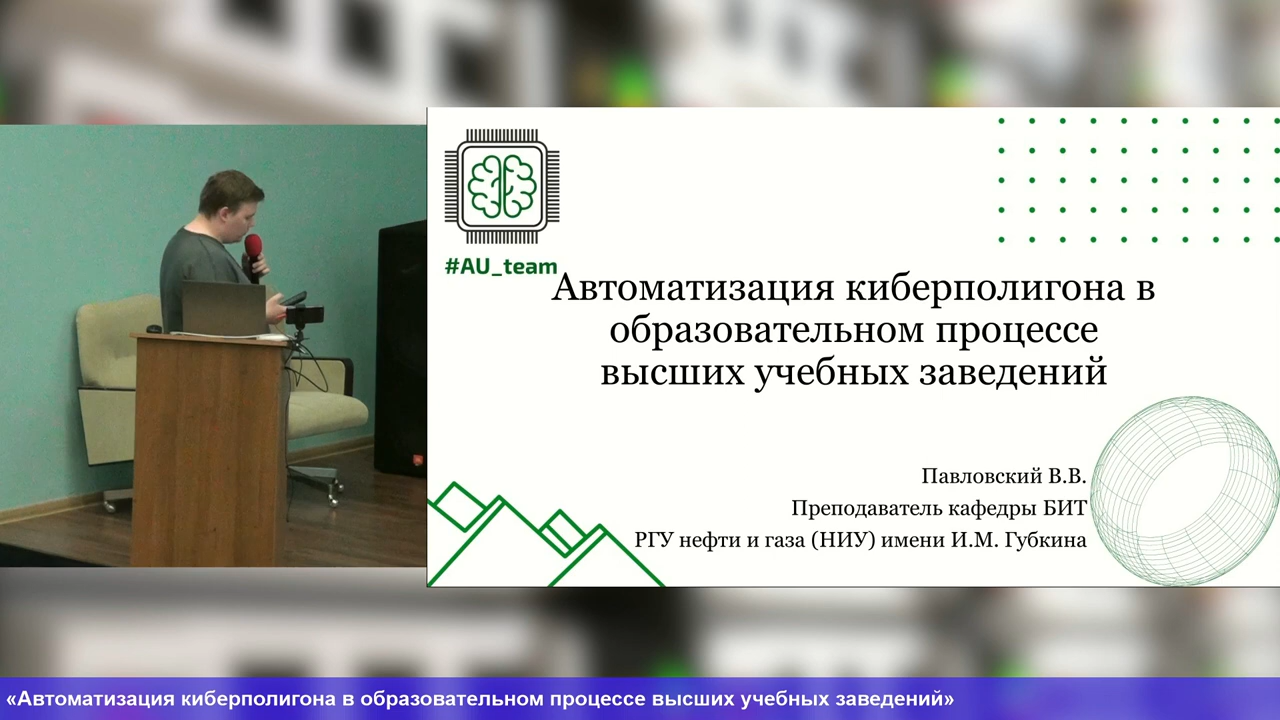 #AU_team
Автоматизация киберполигона в
образовательном процессе
высших учебных заведений
Павловский В.В.
Преподаватель кафедры БИТ
РГУ нефти и газа (НИУ) имени И.М. Губкина
«Автоматизация киберполигона в образовательном процессе высших учебных заведений»